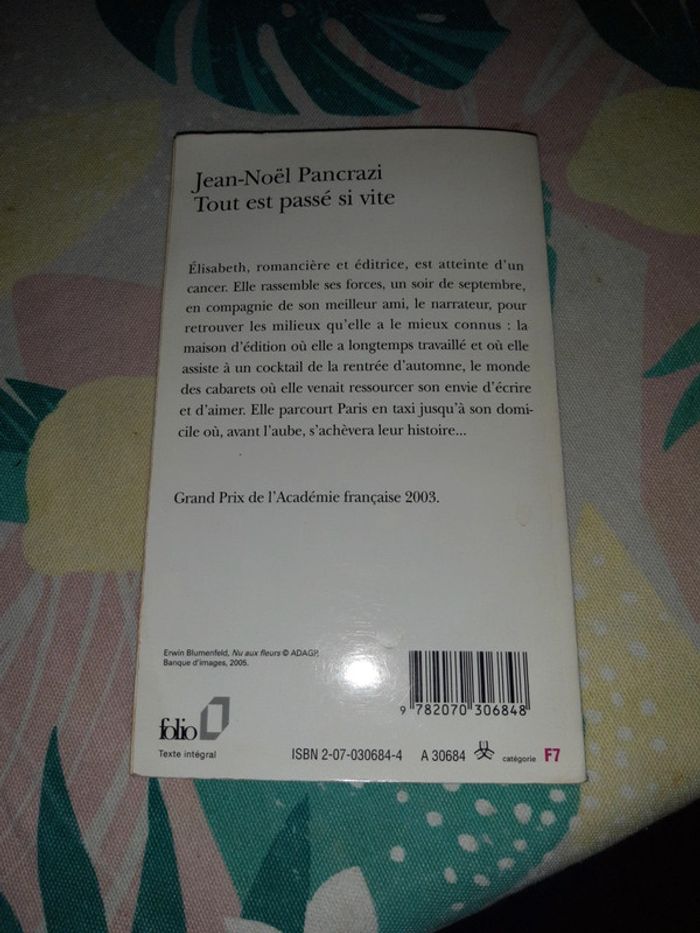 Jean-Noël Pancrazi
Tout est passé si vite
Élisabeth, romancière et éditrice, est atteinte d'un
cancer. Elle rassemble ses forces, un soir de septembre,
en compagnie de son meilleur ami, le narrateur, pour
retrouver les milieux qu'elle a le mieux connus : la
maison d'édition où elle a longtemps travaillé et où elle
assiste à un cocktail de la rentrée d'automne, le monde
des cabarets où elle venait ressourcer son envie d'écrire
et d'aimer. Elle parcourt Paris en taxi jusqu'à son domi-
cile où, avant l'aube, s'achèvera leur histoire...
Grand Prix de l'Académie française 2003.
Erwin Blumenfeld, Nu aux fleurs © ADAGP,
Banque d'images, 2005.
9 782070 306848
folio
Texte intégral
ISBN 2-07-030684-4 A 30684 catégorie F7